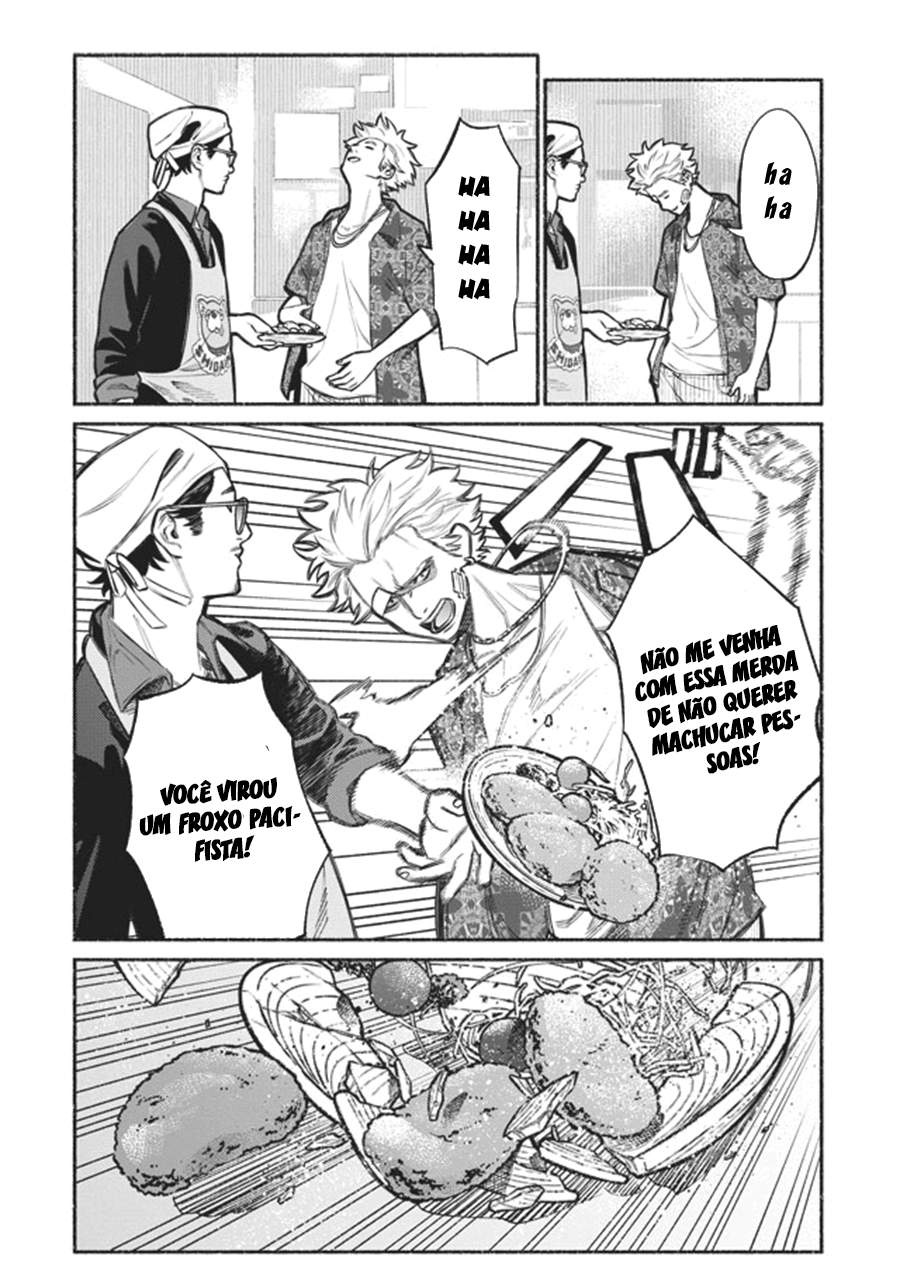 ha
ha
HA
HA
HA
HA
NÃO ME VENHA
COM ESSA MERDA
DE NÃO QUERER
MACHUCAR PES-
SOAS!
VOCÊ VIROU
UM FROXO PACI-
FISTA!